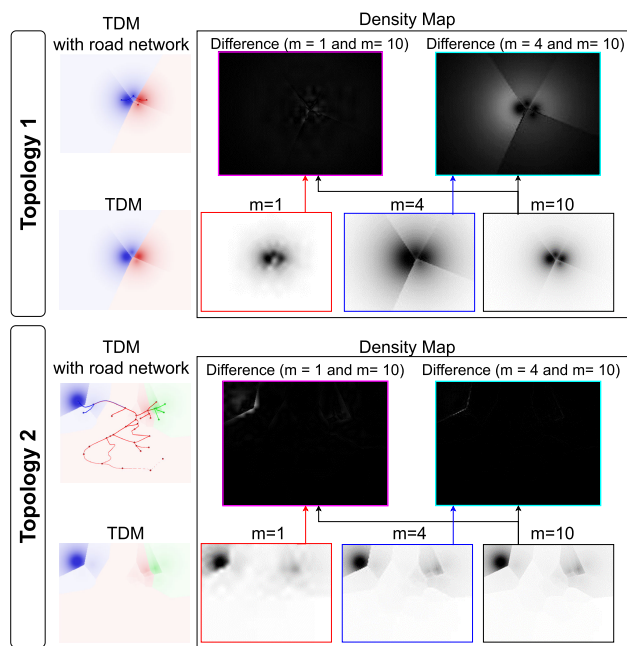 Topology 1
TDM
with road network
Density Map
Difference (m = 1 and m= 10)
Difference (m = 4 and m= 10)
TDM
m=1
m=4
m=10
Topology 2
TDM
with road network
Density Map
Difference (m = 1 and m= 10)
Difference (m = 4 and m= 10)
TDM
m=1
m=4
m=10